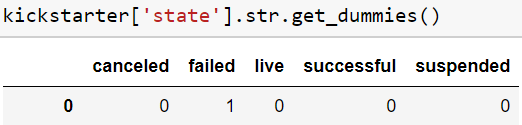 kickstarter['state'].str.get_dummies()
canceled failed live successful suspended
0 0 1 0 0 0